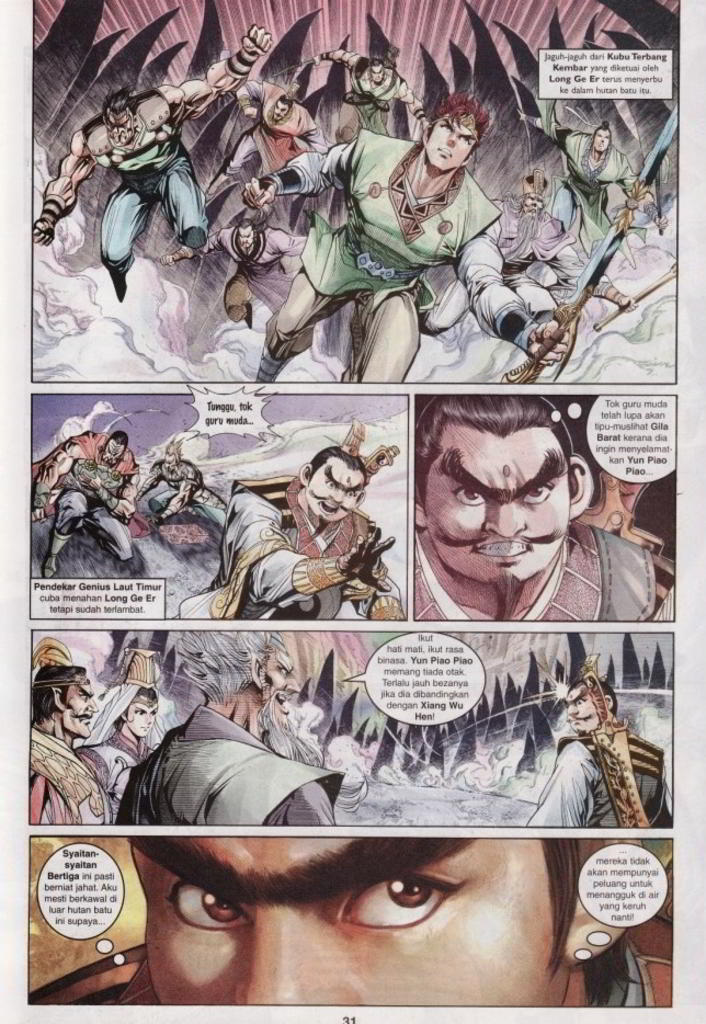 Jaguh-jaguh dari Kubu Terbang
Kembar yang diketuai oleh
Long Ge Er terus menyerbu
ke dalam hutan batu itu.
Tunggu, tok
guru muda...
Pendekar Genius Laut Timur
cuba menahan Long Ge Er
tetapi sudah terlambat.
Tok guru muda
telah lupa akan
tipu-muslihat Gila
Barat kerana dia
ingin menyelamat-
kan Yun Piao
Piao...
Ikut
hati mati, ikut rasa
binasa. Yun Piao Piao
memang tiada otak.
Terlalu jauh bezanya
jika dia dibandingkan
dengan Xiang Wu
Hen!
Syaitan-
syaitan
Bertiga ini pasti
berniat jahat. Aku
mesti berkawal di
luar hutan batu
ini supaya...
...
mereka tidak
akan mempunyai
peluang untuk
menangguk di air
yang keruh
nanti!
31